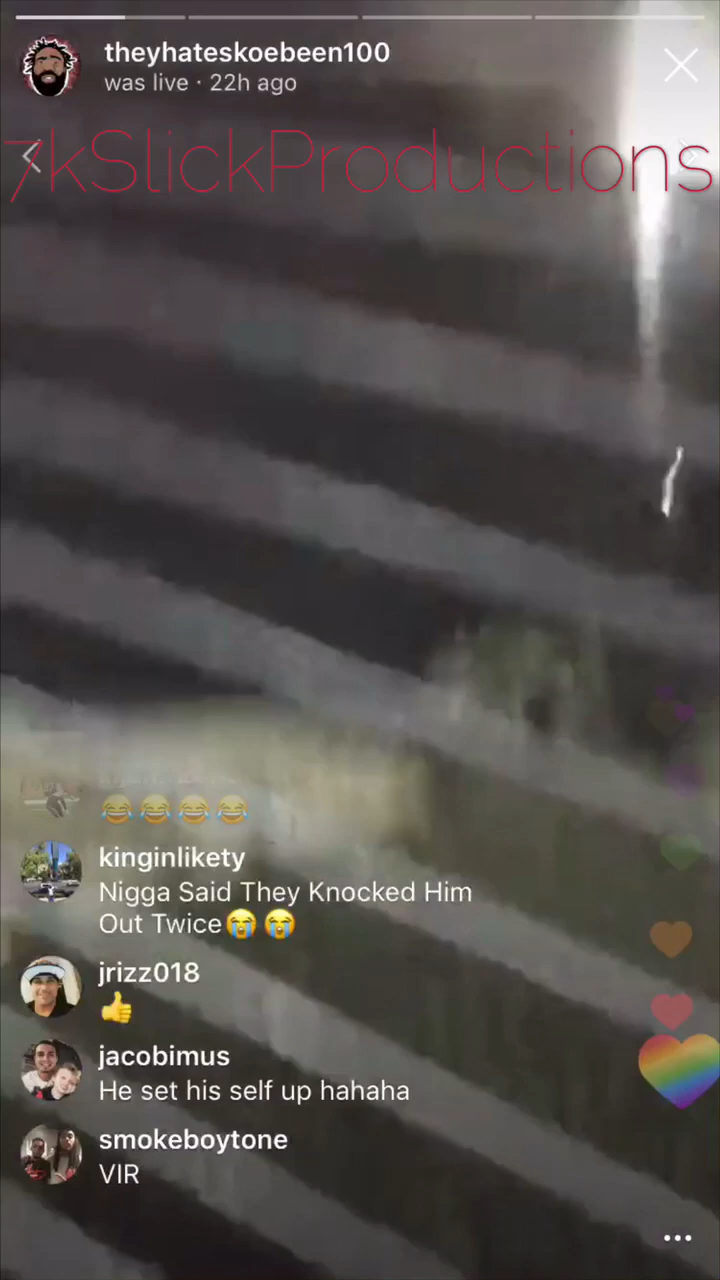 theyhateskoebeen100
was live · 22h ago
7kSlickProductions
😂😂😂😂
kinginlikety
Nigga Said They Knocked Him
Out Twice😭😭
jrizz018
👍
jacobimus
He set his self up hahaha
smokeboytone
VIR